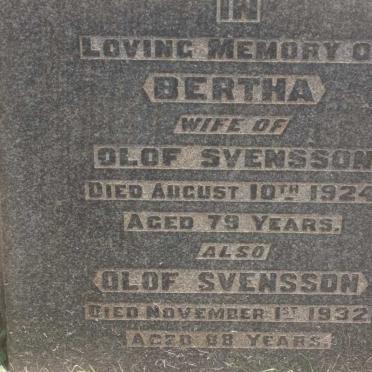 IN
LOVING MEMORY O
BERTHA
WIFE OF
OLOF SVENSSON
DIED AUGUST 10TH 1924
AGED 79 YEARS.
ALSO
OLOF SVENSSON
DIED NOVEMBER 1ST 1932
AGED 88 YEARS.